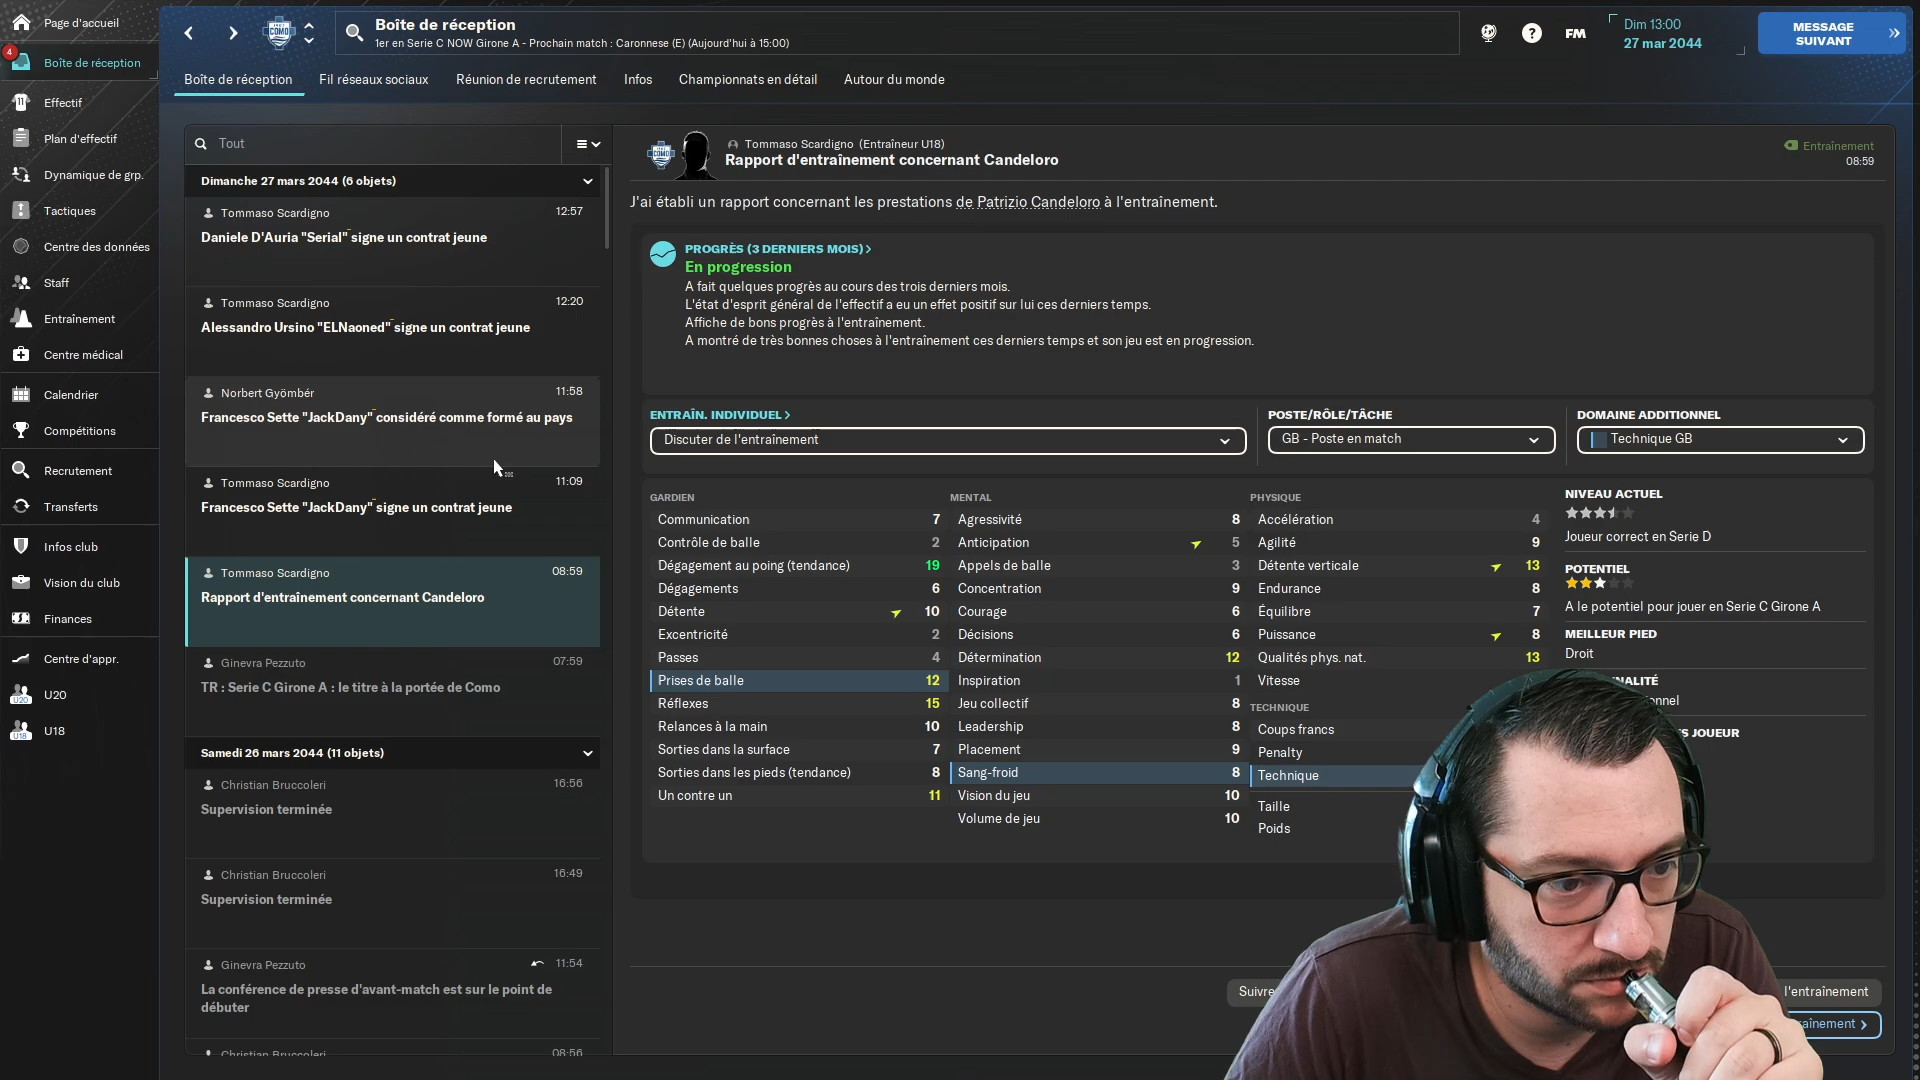 Page d'accueil
4
Boîte de réception
Effectif
Plan d'effectif
Dynamique de grp.
Tactiques
Centre des données
Staff
Entraînement
Centre médical
Calendrier
Compétitions
Recrutement
Transferts
Infos club
Vision du club
Finances
Centre d'appr.
U20
U20
U18
U18
COMO
Boîte de réception
1er en Serie C NOW Girone A - Prochain match : Caronnese (E) (Aujourd'hui à 15:00)
FM
Dim 13:00
27 mar 2044
MESSAGE
SUIVANT
Boîte de réception
Fil réseaux sociaux
Réunion de recrutement
Infos
Championnats en détail
Autour du monde
Tout
Dimanche 27 mars 2044 (6 objets)
Tommaso Scardigno
12:57
Daniele D'Auria "Serial" signe un contrat jeune
Tommaso Scardigno
12:20
Alessandro Ursino "ELNaoned" signe un contrat jeune
Norbert Gyömbér
11:58
Francesco Sette "JackDany" considéré comme formé au pays
Tommaso Scardigno
11:09
Francesco Sette "JackDany" signe un contrat jeune
Tommaso Scardigno
08:59
Rapport d'entraînement concernant Candeloro
Ginevra Pezzuto
07:59
TR : Serie C Girone A : le titre à la portée de Como
Samedi 26 mars 2044 (11 objets)
Christian Bruccoleri
16:56
Supervision terminée
Christian Bruccoleri
16:49
Supervision terminée
Ginevra Pezzuto
11:54
La conférence de presse d'avant-match est sur le point de
débuter
Christian Bruccoleri
08:56
Tommaso Scardigno (Entraîneur U18)
Rapport d'entraînement concernant Candeloro
Entraînement
08:59
J'ai établi un rapport concernant les prestations de Patrizio Candeloro à l'entraînement.
PROGRÈS (3 DERNIERS MOIS)
En progression
A fait quelques progrès au cours des trois derniers mois.
L'état d'esprit général de l'effectif a eu un effet positif sur lui ces derniers temps.
Affiche de bons progrès à l'entraînement.
A montré de très bonnes choses à l'entraînement ces derniers temps et son jeu est en progression.
ENTRAÎN. INDIVIDUEL
Discuter de l'entraînement
POSTE/RÔLE/TÂCHE
GB - Poste en match
DOMAINE ADDITIONNEL
Technique GB
GARDIEN
Communication 7
Contrôle de balle 2
Dégagement au poing (tendance) 19
Dégagements 6
Détente 10
Excentricité 2
Passes 4
Prises de balle 12
Réflexes 15
Relances à la main 10
Sorties dans la surface 7
Sorties dans les pieds (tendance) 8
Un contre un 11
MENTAL
Agressivité 8
Anticipation 5
Appels de balle 3
Concentration 9
Courage 6
Décisions 6
Détermination 12
Inspiration 1
Jeu collectif 8
Leadership 8
Placement 9
Sang-froid 8
Vision du jeu 10
Volume de jeu 10
PHYSIQUE
Accélération 4
Agilité 9
Détente verticale 13
Endurance 8
Équilibre 7
Puissance 8
Qualités phys. nat. 13
Vitesse
TECHNIQUE
Coups francs
Penalty
Technique
Taille
Poids
NIVEAU ACTUEL
Joueur correct en Serie D
POTENTIEL
A le potentiel pour jouer en Serie C Girone A
MEILLEUR PIED
Droit
JOUEUR
Suivre
l'entraînement